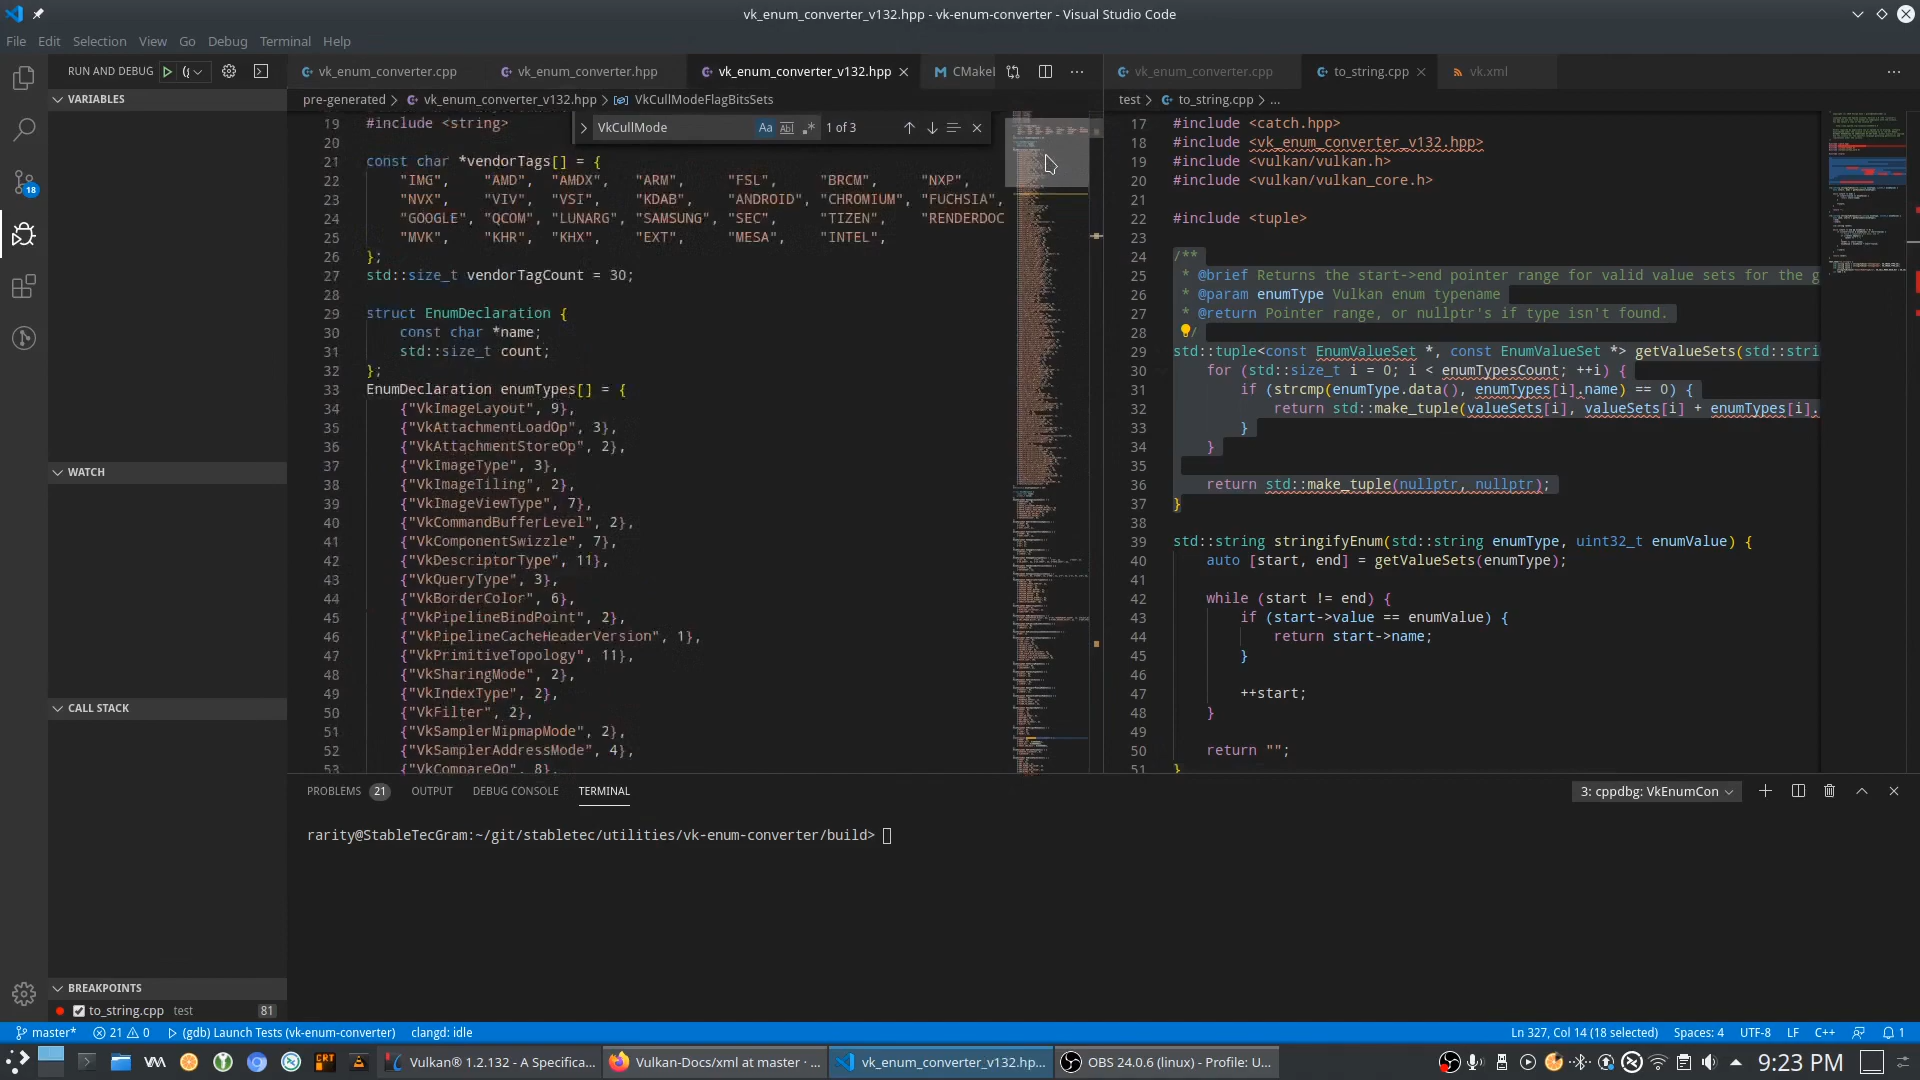 vk_enum_converter_v132.hpp - vk-enum-converter - Visual Studio Code
File Edit Selection View Go Debug Terminal Help
RUN AND DEBUG
vk_enum_converter.cpp
vk_enum_converter.hpp
vk_enum_converter_v132.hpp
CMakeL
vk_enum_converter.cpp
to_string.cpp
vk.xml
VARIABLES
WATCH
CALL STACK
BREAKPOINTS
to_string.cpp test 81
18
pre-generated > vk_enum_converter_v132.hpp > VkCullModeFlagBitsSets
VkCullMode Aa Abl .* 1 of 3
19 #include <string>
20
21 const char *vendorTags[] = {
22 "IMG", "AMD", "AMDX", "ARM", "FSL", "BRCM", "NXP",
23 "NVX", "VIV", "VSI", "KDAB", "ANDROID", "CHROMIUM", "FUCHSIA",
24 "GOOGLE", "QCOM", "LUNARG", "SAMSUNG", "SEC", "TIZEN", "RENDERDOC
25 "MVK", "KHR", "KHX", "EXT", "MESA", "INTEL",
26 };
27 std::size_t vendorTagCount = 30;
28
29 struct EnumDeclaration {
30 const char *name;
31 std::size_t count;
32 };
33 EnumDeclaration enumTypes[] = {
34 {"VkImageLayout", 9},
35 {"VkAttachmentLoadOp", 3},
36 {"VkAttachmentStoreOp", 2},
37 {"VkImageType", 3},
38 {"VkImageTiling", 2},
39 {"VkImageViewType", 7},
40 {"VkCommandBufferLevel", 2},
41 {"VkComponentSwizzle", 7},
42 {"VkDescriptorType", 11},
43 {"VkQueryType", 3},
44 {"VkBorderColor", 6},
45 {"VkPipelineBindPoint", 2},
46 {"VkPipelineCacheHeaderVersion", 1},
47 {"VkPrimitiveTopology", 11},
48 {"VkSharingMode", 2},
49 {"VkIndexType", 2},
50 {"VkFilter", 2},
51 {"VkSamplerMipmapMode", 2},
52 {"VkSamplerAddressMode", 4},
53 {"VkCompareOp", 8},
test > to_string.cpp > ...
17 #include <catch.hpp>
18 #include <vk_enum_converter_v132.hpp>
19 #include <vulkan/vulkan.h>
20 #include <vulkan/vulkan_core.h>
21
22 #include <tuple>
23
24 /**
25 * @brief Returns the start->end pointer range for valid value sets for the g
26 * @param enumType Vulkan enum typename
27 * @return Pointer range, or nullptr's if type isn't found.
28 /
29 std::tuple<const EnumValueSet *, const EnumValueSet *> getValueSets(std::stri
30 for (std::size_t i = 0; i < enumTypesCount; ++i) {
31 if (strcmp(enumType.data(), enumTypes[i].name) == 0) {
32 return std::make_tuple(valueSets[i], valueSets[i] + enumTypes[i].
33 }
34 }
35
36 return std::make_tuple(nullptr, nullptr);
37 }
38
39 std::string stringifyEnum(std::string enumType, uint32_t enumValue) {
40 auto [start, end] = getValueSets(enumType);
41
42 while (start != end) {
43 if (start->value == enumValue) {
44 return start->name;
45 }
46
47 ++start;
48 }
49
50 return "";
51 }
PROBLEMS 21 OUTPUT DEBUG CONSOLE TERMINAL 3: cppdbg: VkEnumCon
rarity@StableTecGram:~/git/stabletec/utilities/vk-enum-converter/build>
master* 21 0 (gdb) Launch Tests (vk-enum-converter) clangd: idle Ln 327, Col 14 (18 selected) Spaces: 4 UTF-8 LF C++ 1
CRT Vulkan® 1.2.132 - A Specifica... Vulkan-Docs/xml at master · ... vk_enum_converter_v132.hp... OBS 24.0.6 (linux) - Profile: U... 9:23 PM